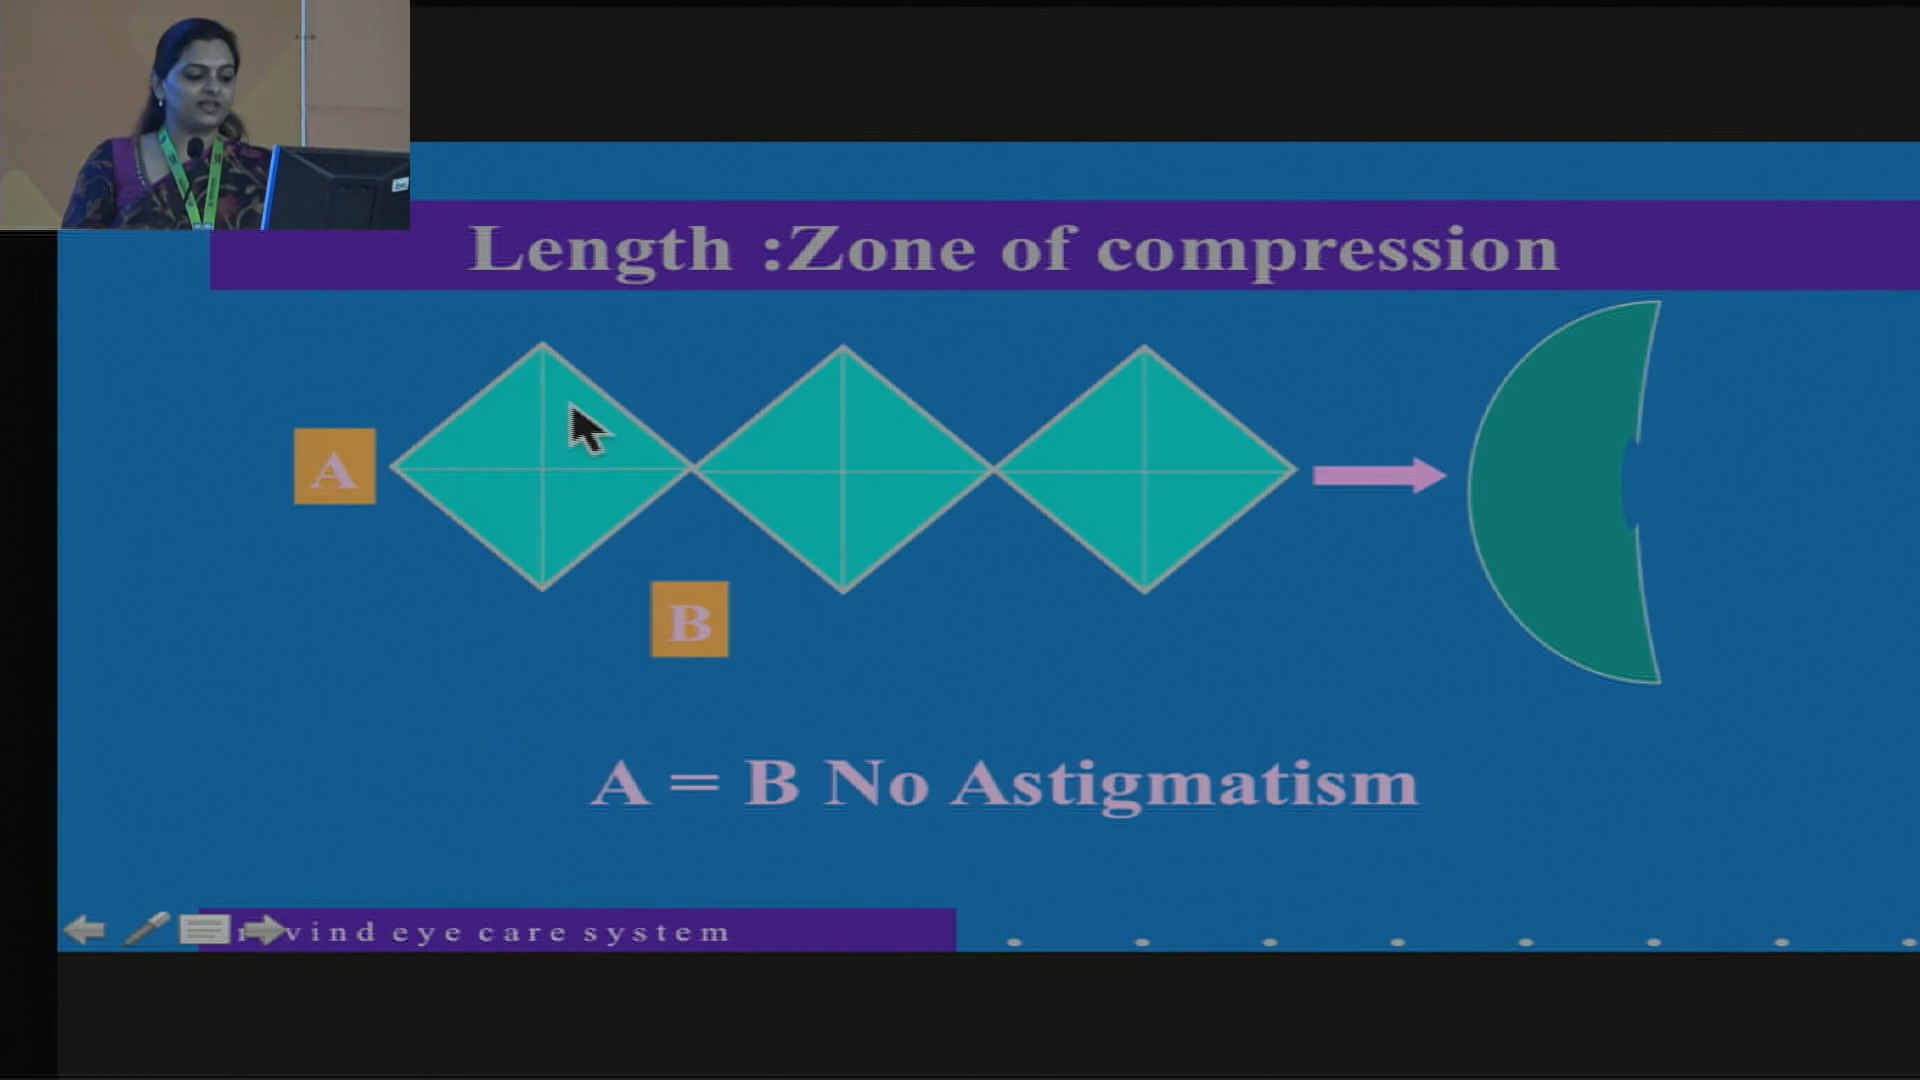 Length :Zone of compression
A
B
A = B No Astigmatism
vind eye care system